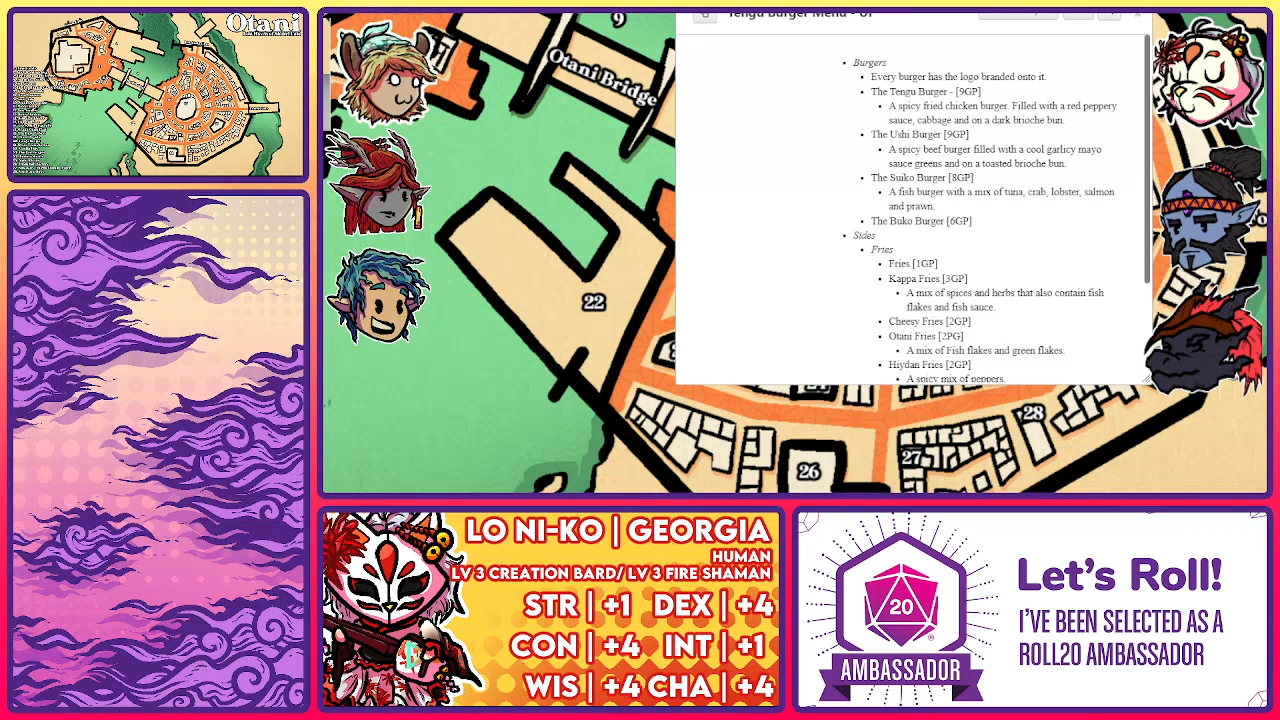 Otani
9
Otani Bridge
22
26
27
28
Tengu Burger Menu - UI
Burgers
Every burger has the logo branded onto it.
The Tengu Burger - [9GP]
A spicy fried chicken burger. Filled with a red peppery
sauce, cabbage and on a dark brioche bun.
The Ushi Burger [9GP]
A spicy beef burger filled with a cool garlicy mayo
sauce greens and on a toasted brioche bun.
The Suiko Burger [8GP]
A fish burger with a mix of tuna, crab, lobster, salmon
and prawn.
The Buko Burger [6GP]
Sides
Fries
Fries [1GP]
Kappa Fries [3GP]
A mix of spices and herbs that also contain fish
flakes and fish sauce.
Cheesy Fries [2GP]
Otani Fries [2PG]
A mix of Fish flakes and green flakes.
Hiydan Fries [2GP]
A spicy mix of peppers.
LO NI-KO | GEORGIA
HUMAN
LV 3 CREATION BARD/ LV 3 FIRE SHAMAN
STR | +1 DEX | +4
CON | +4 INT | +1
WIS | +4 CHA | +4
20
AMBASSADOR
Let's Roll!
I'VE BEEN SELECTED AS A
ROLL20 AMBASSADOR